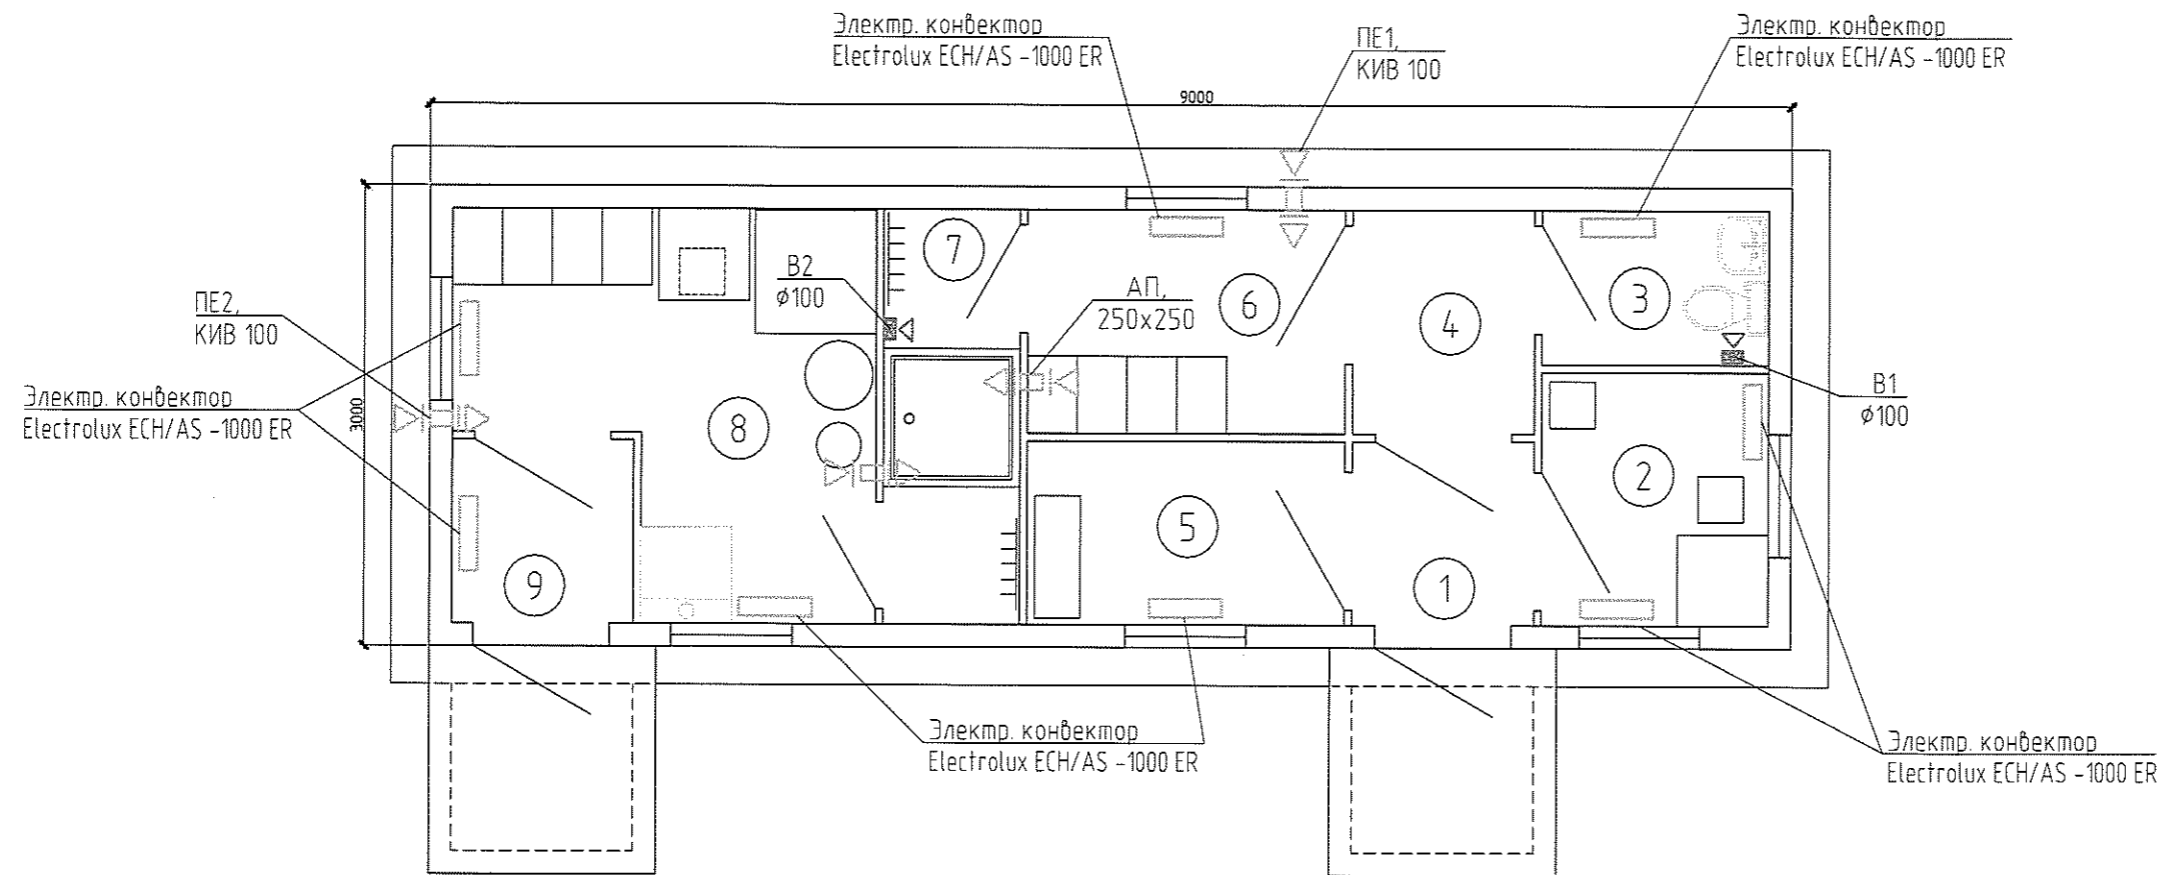 Электр. конвектор
Electrolux ECH/AS -1000 ER
ПЕ1,
КИВ 100
Электр. конвектор
Electrolux ECH/AS -1000 ER
9000
7
В2
ø100
АП,
250x250
6
4
3
ПЕ2,
КИВ 100
Электр. конвектор
Electrolux ECH/AS -1000 ER
3000
8
В1
ø100
2
5
9
1
Электр. конвектор
Electrolux ECH/AS -1000 ER
Электр. конвектор
Electrolux ECH/AS -1000 ER